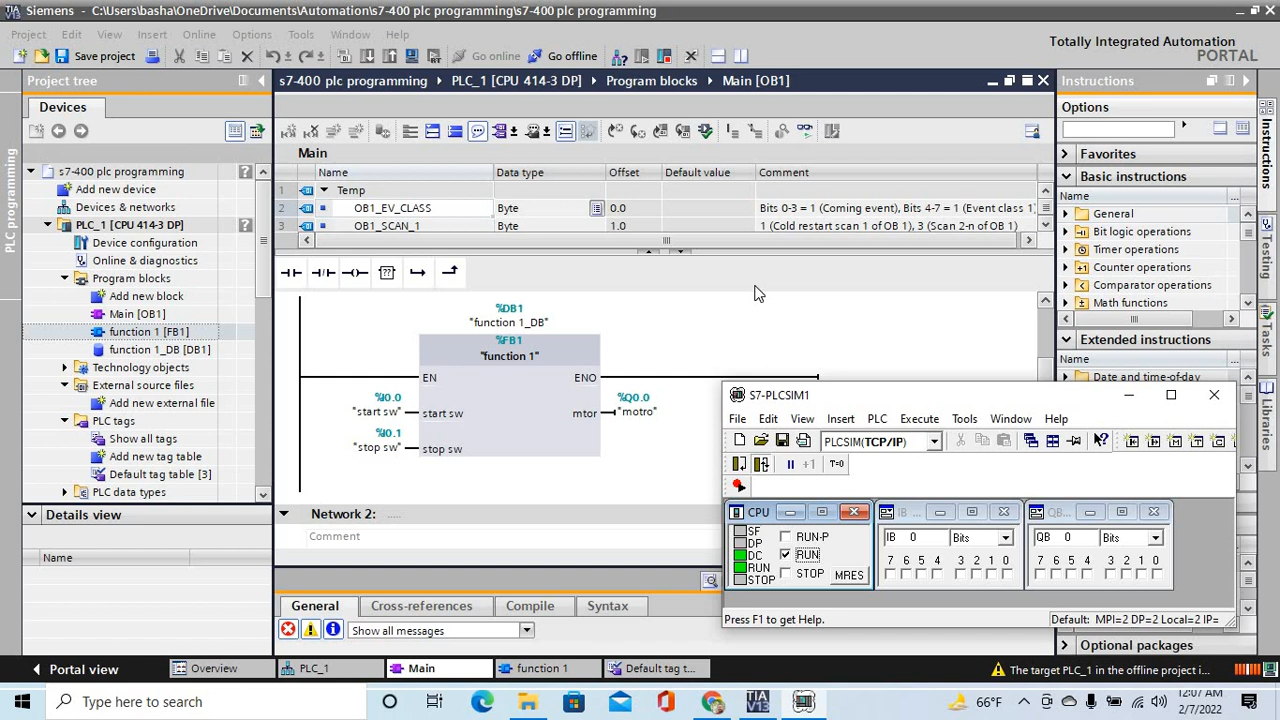 Siemens - C:\Users\basha\OneDrive\Documents\Automation\s7-400 plc programming\s7-400 plc programming
Project Edit View Insert Online Options Tools Window Help
Totally Integrated Automation
PORTAL
Save project
Go online
Go offline
Project tree
s7-400 plc programming
PLC_1 [CPU 414-3 DP]
Program blocks
Main [OB1]
Instructions
Devices
Options
PLC programming
s7-400 plc programming
Add new device
Devices & networks
PLC_1 [CPU 414-3 DP]
Device configuration
Online & diagnostics
Program blocks
Add new block
Main [OB1]
function 1 [FB1]
function 1_DB [DB1]
Technology objects
External source files
Add new external file
PLC tags
Show all tags
Add new tag table
Default tag table [3]
PLC data types
Details view
Name
Main
Name Data type Offset Default value Comment
1 Temp
2 OB1_EV_CLASS Byte 0.0 Bits 0-3 = 1 (Coming event), Bits 4-7 = 1 (Event class 1)
3 OB1_SCAN_1 Byte 1.0 1 (Cold restart scan 1 of OB1), 3 (Scan 2-n of OB 1)
??
%DB1
"function 1_DB"
%FB1
"function 1"
EN ENO
%I0.0
"start sw" start sw
mtor
%Q0.0
"motro"
%I0.1
"stop sw" stop sw
Network 2: .....
Comment
General Cross-references Compile Syntax
Show all messages
Favorites
Basic instructions
Name
General
Bit logic operations
Timer operations
Counter operations
Comparator operations
Math functions
Extended instructions
Name
Date and time-of-day
Optional packages
Instructions
Testing
Tasks
Libraries
S7-PLCSIM1
File Edit View Insert PLC Execute Tools Window Help
PLCSIM(TCP/IP)
+1 T=0
CPU
SF
DP
DC
RUN
STOP
RUN-P
RUN
STOP
MRES
IB
IB 0 Bits
7 6 5 4 3 2 1 0
QB
QB 0 Bits
7 6 5 4 3 2 1 0
Press F1 to get Help.
Default: MPI=2 DP=2 Local=2 IP=
Portal view
Overview
PLC_1
Main
function 1
Default tag t...
The target PLC_1 in the offline project i...
Type here to search
TIA
V13
66°F
12:07 AM
2/7/2022